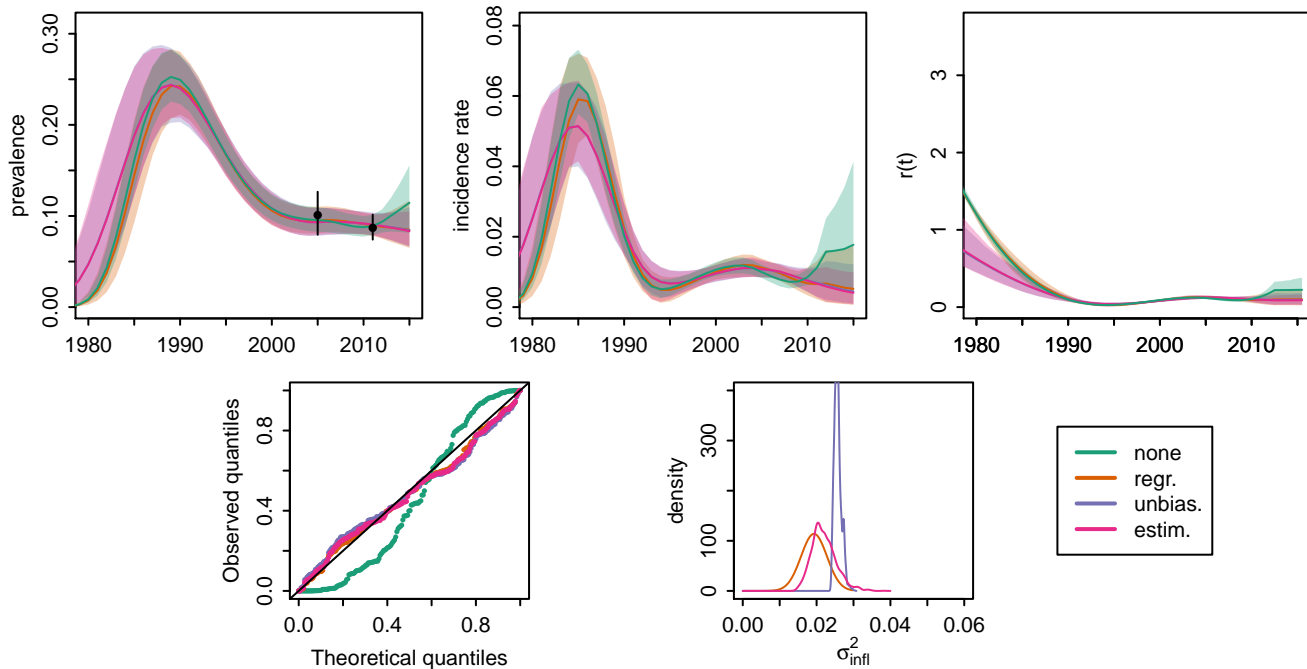 prevalence
0.00 0.10 0.20 0.30
1980 1990 2000 2010
incidence rate
0.00 0.02 0.04 0.06 0.08
1980 1990 2000 2010
r(t)
0 1 2 3
1980 1990 2000 2010
Observed quantiles
0.0 0.4 0.8
0.0 0.4 0.8
Theoretical quantiles
density
0 100 300
0.00 0.02 0.04 0.06
σ²infl
none
regr.
unbias.
estim.